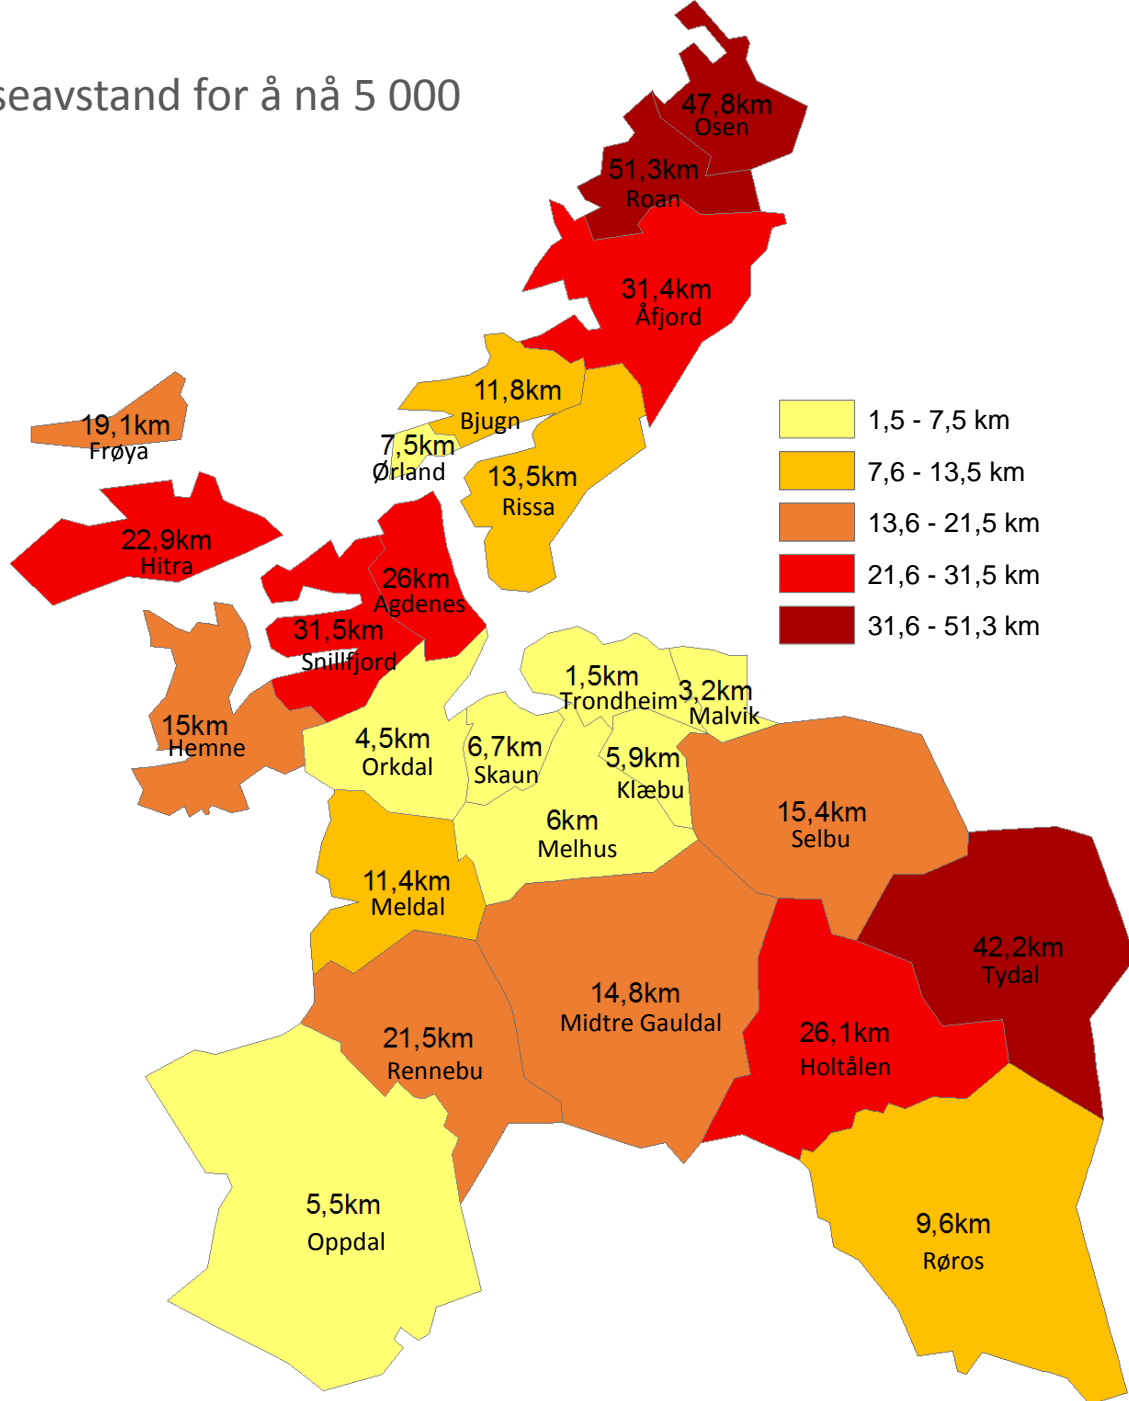 seavstand for å nå 5 000
47,8km
Osen
51,3km
Roan
31,4km
Åfjord
11,8km
Bjugn
19,1km
Frøya
7,5km
Ørland
13,5km
Rissa
1,5 - 7,5 km
7,6 - 13,5 km
13,6 - 21,5 km
21,6 - 31,5 km
31,6 - 51,3 km
22,9km
Hitra
26km
Agdenes
31,5km
Snillfjord
15km
Hemne
4,5km
Orkdal
6,7km
Skaun
1,5km
Trondheim
3,2km
Malvik
5,9km
Klæbu
6km
Melhus
15,4km
Selbu
11,4km
Meldal
42,2km
Tydal
14,8km
Midtre Gauldal
21,5km
Rennebu
26,1km
Holtålen
5,5km
Oppdal
9,6km
Røros